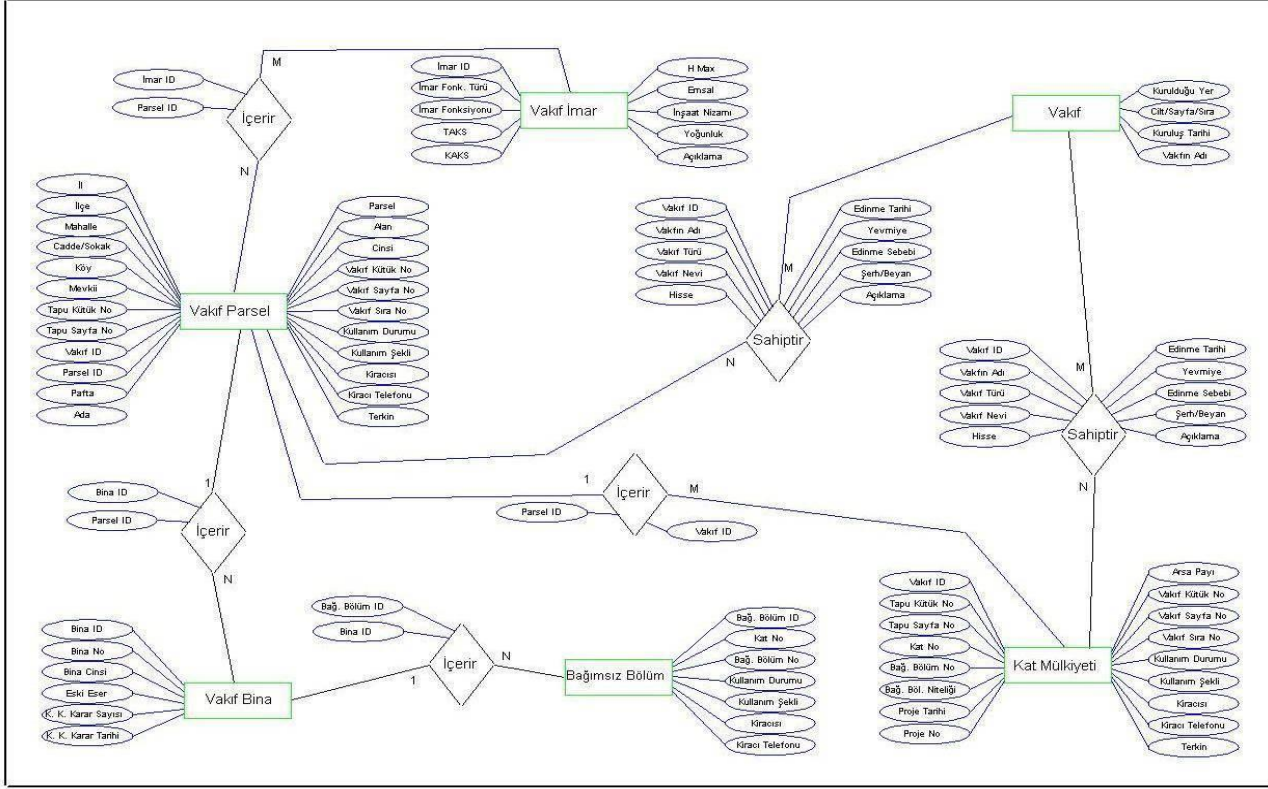 İmar ID
Parsel ID
İçerir
M
N
İmar ID
İmar Fonk. Türü
İmar Fonksiyonu
TAKS
KAKS
Vakıf İmar
H Max
Emsal
İnşaat Nizamı
Yoğunluk
Açıklama
Vakıf
Kurulduğu Yer
Cilt/Sayfa/Sıra
Kuruluş Tarihi
Vakfın Adı
İl
İlçe
Mahalle
Cadde/Sokak
Köy
Mevkii
Tapu Kütük No
Tapu Sayfa No
Vakıf ID
Parsel ID
Pafta
Ada
Vakıf Parsel
Parsel
Alan
Cinsi
Vakıf Kütük No
Vakıf Sayfa No
Vakıf Sıra No
Kullanım Durumu
Kullanım Şekli
Kiracısı
Kiracı Telefonu
Terkin
Vakıf ID
Vakfın Adı
Vakıf Türü
Vakıf Nevi
Hisse
M
Sahiptir
N
Edinme Tarihi
Yevmiye
Edinme Sebebi
Şerh/Beyan
Açıklama
Vakıf ID
Vakfın Adı
Vakıf Türü
Vakıf Nevi
Hisse
M
Sahiptir
N
Edinme Tarihi
Yevmiye
Edinme Sebebi
Şerh/Beyan
Açıklama
1
İçerir
M
Parsel ID
Vakıf ID
Bina ID
Parsel ID
1
İçerir
N
Bina ID
Bina No
Bina Cinsi
Eski Eser
K. K. Karar Sayısı
K. K. Karar Tarihi
Vakıf Bina
Bağ. Bölüm ID
Bina ID
1
İçerir
N
Bağımsız Bölüm
Bağ. Bölüm ID
Kat No
Bağ. Bölüm No
Kullanım Durumu
Kullanım Şekli
Kiracısı
Kiracı Telefonu
Vakıf ID
Tapu Kütük No
Tapu Sayfa No
Kat No
Bağ. Bölüm No
Bağ. Böl. Niteliği
Proje Tarihi
Proje No
Kat Mülkiyeti
Arsa Payı
Vakıf Kütük No
Vakıf Sayfa No
Vakıf Sıra No
Kullanım Durumu
Kullanım Şekli
Kiracısı
Kiracı Telefonu
Terkin